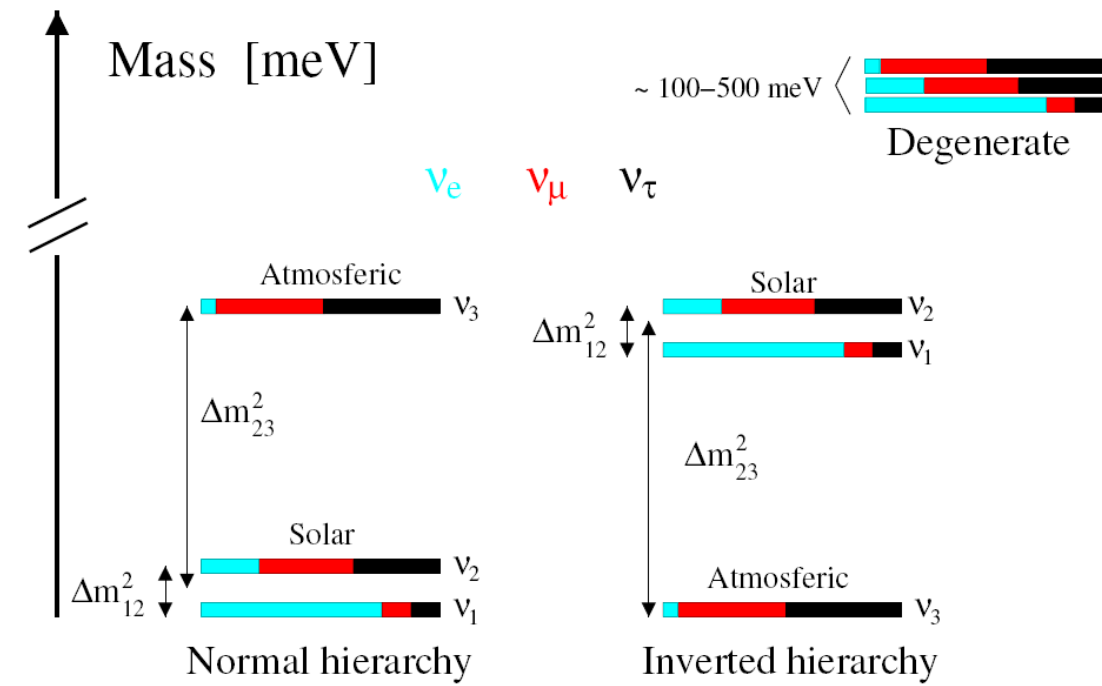 Mass [meV]
~ 100–500 meV
Degenerate
νe νμ ντ
Atmosferic
ν3
Δm²23
Solar
ν2
Δm²12
ν1
Normal hierarchy
Solar
ν2
Δm²12
ν1
Δm²23
Atmosferic
ν3
Inverted hierarchy